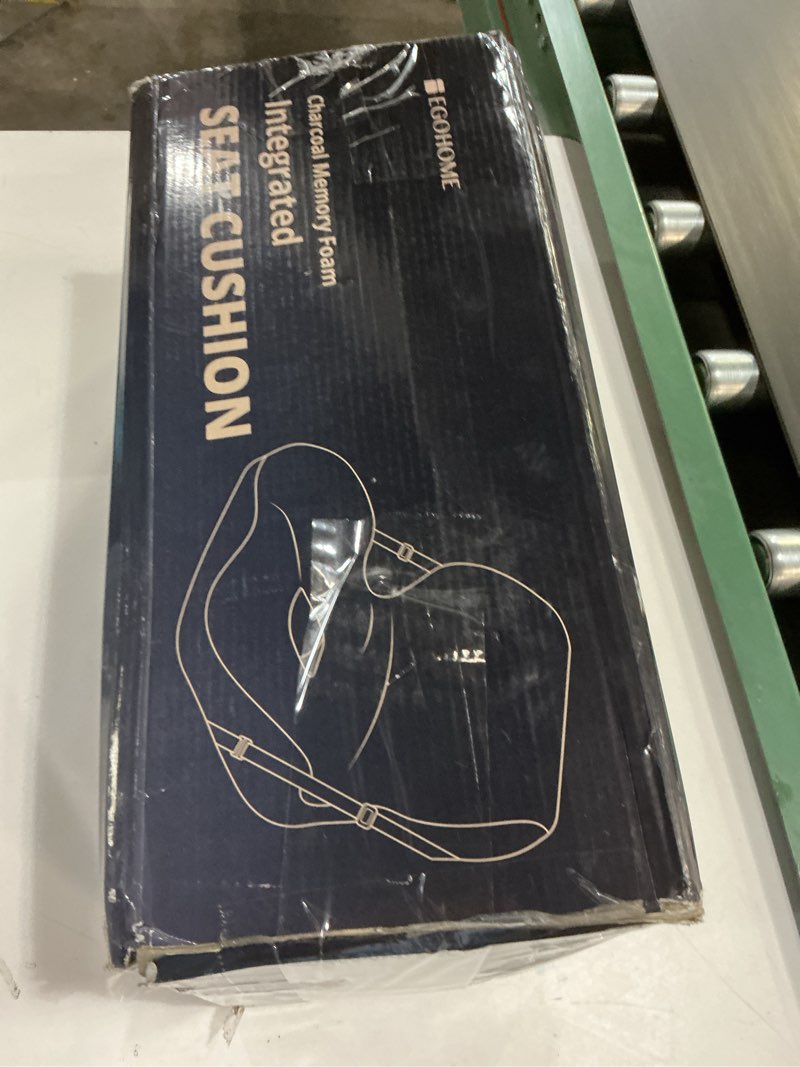 EGOHOME
Charcoal Memory Foam
Integrated
SEAT CUSHION